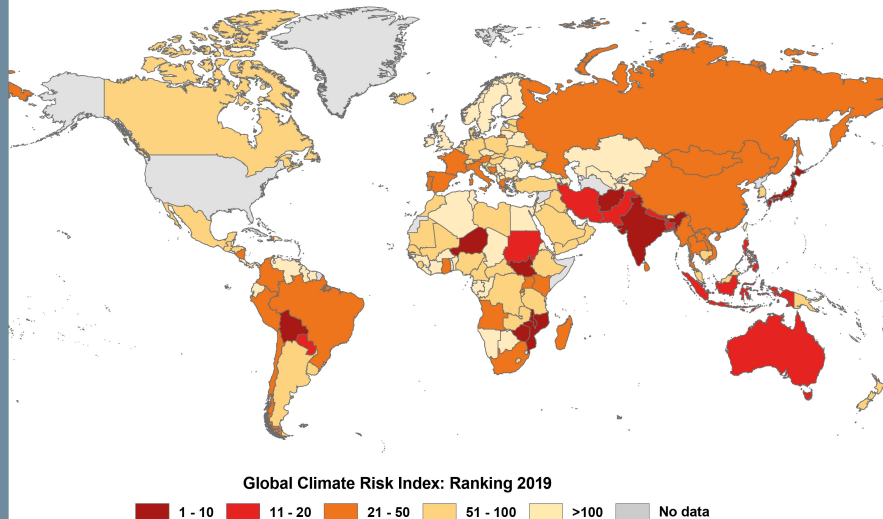 Global Climate Risk Index: Ranking 2019
1 - 10 11 - 20 21 - 50 51 - 100 >100 No data